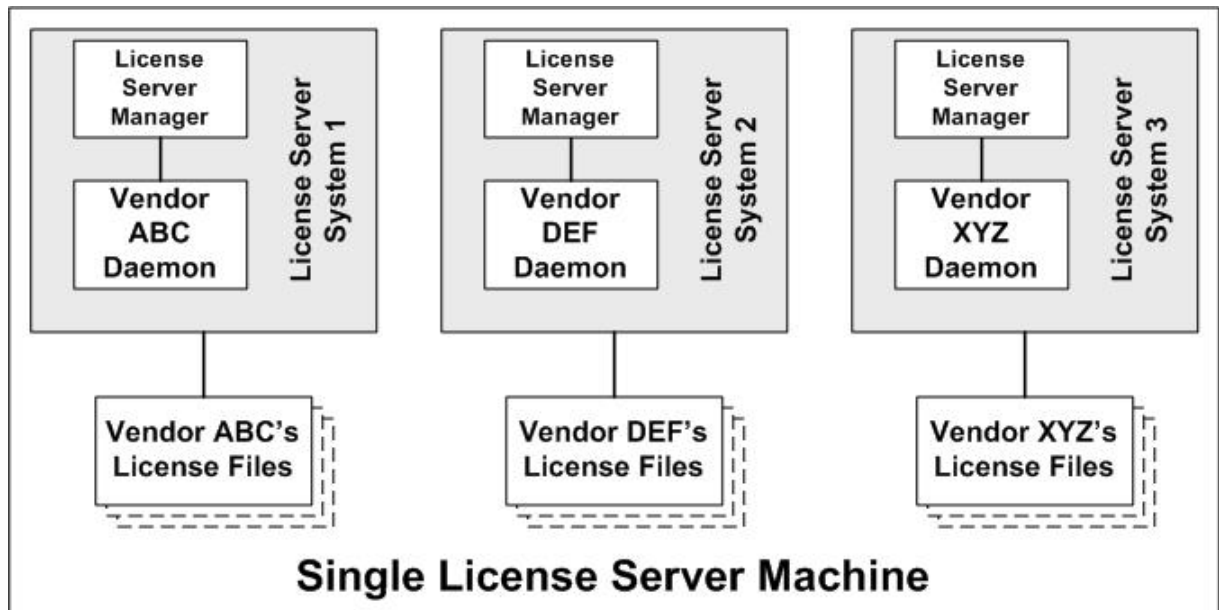 License
Server
Manager
Vendor
ABC
Daemon
License Server
System 1
Vendor ABC's
License Files
License
Server
Manager
Vendor
DEF
Daemon
License Server
System 2
Vendor DEF's
License Files
License
Server
Manager
Vendor
XYZ
Daemon
License Server
System 3
Vendor XYZ's
License Files
Single License Server Machine